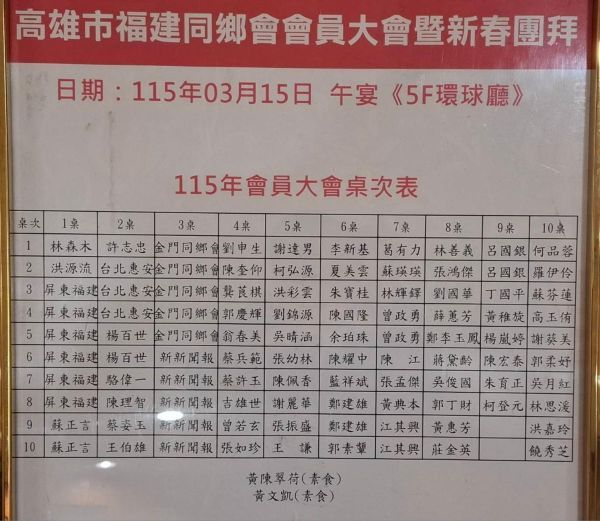 高雄市福建同鄉會會員大會暨新春團拜
日期：115年03月15日 午宴《5F環球廳》
115年會員大會桌次表
桌次 1桌 2桌 3桌 4桌 5桌 6桌 7桌 8桌 9桌 10桌
1 林森木 許志忠 金門同鄉會 劉申生 謝達男 李新基 葛有力 林善義 呂國銀 何品蓉
2 洪源流 台北惠安 金門同鄉會 陳奎仰 柯弘源 夏美雲 蘇瑛瑛 張鴻傑 呂國銀 羅伊伶
3 屏東福建 台北惠安 金門同鄉會 龔莨棋 洪彩雲 朱寶桂 林輝鐸 劉國華 丁國平 蘇芬蓮
4 屏東福建 台北惠安 金門同鄉會 郭慶輝 劉錦源 陳國隆 曾政勇 薛蕙芳 黃稚旋 高玉侑
5 屏東福建 楊百世 金門同鄉會 翁春美 吳晴涵 余珀珠 曾政勇 鄭李玉鳳 楊嵐婷 謝葵美
6 屏東福建 楊百世 新新聞報 蔡兵範 張幼林 陳耀中 陳江 蔣黛齡 陳宏泰 郭柔妤
7 屏東福建 駱偉一 新新聞報 蔡許玉 陳佩香 藍祥斌 張孟傑 吳俊國 朱育正 吳月紅
8 屏東福建 陳理智 新新聞報 吉雄世 謝麗華 鄭建雄 黃典本 郭丁財 柯登元 林思湲
9 蘇正言 蔡姿玉 新新聞報 曾若玄 張振盛 鄭建雄 江其興 黃惠芳 洪嘉玲
10 蘇正言 王伯雄 新新聞報 張如珍 王謙 郭素顰 江其興 莊金英 饒秀芝
黃陳翠荷(素食)
黃文凱(素食)